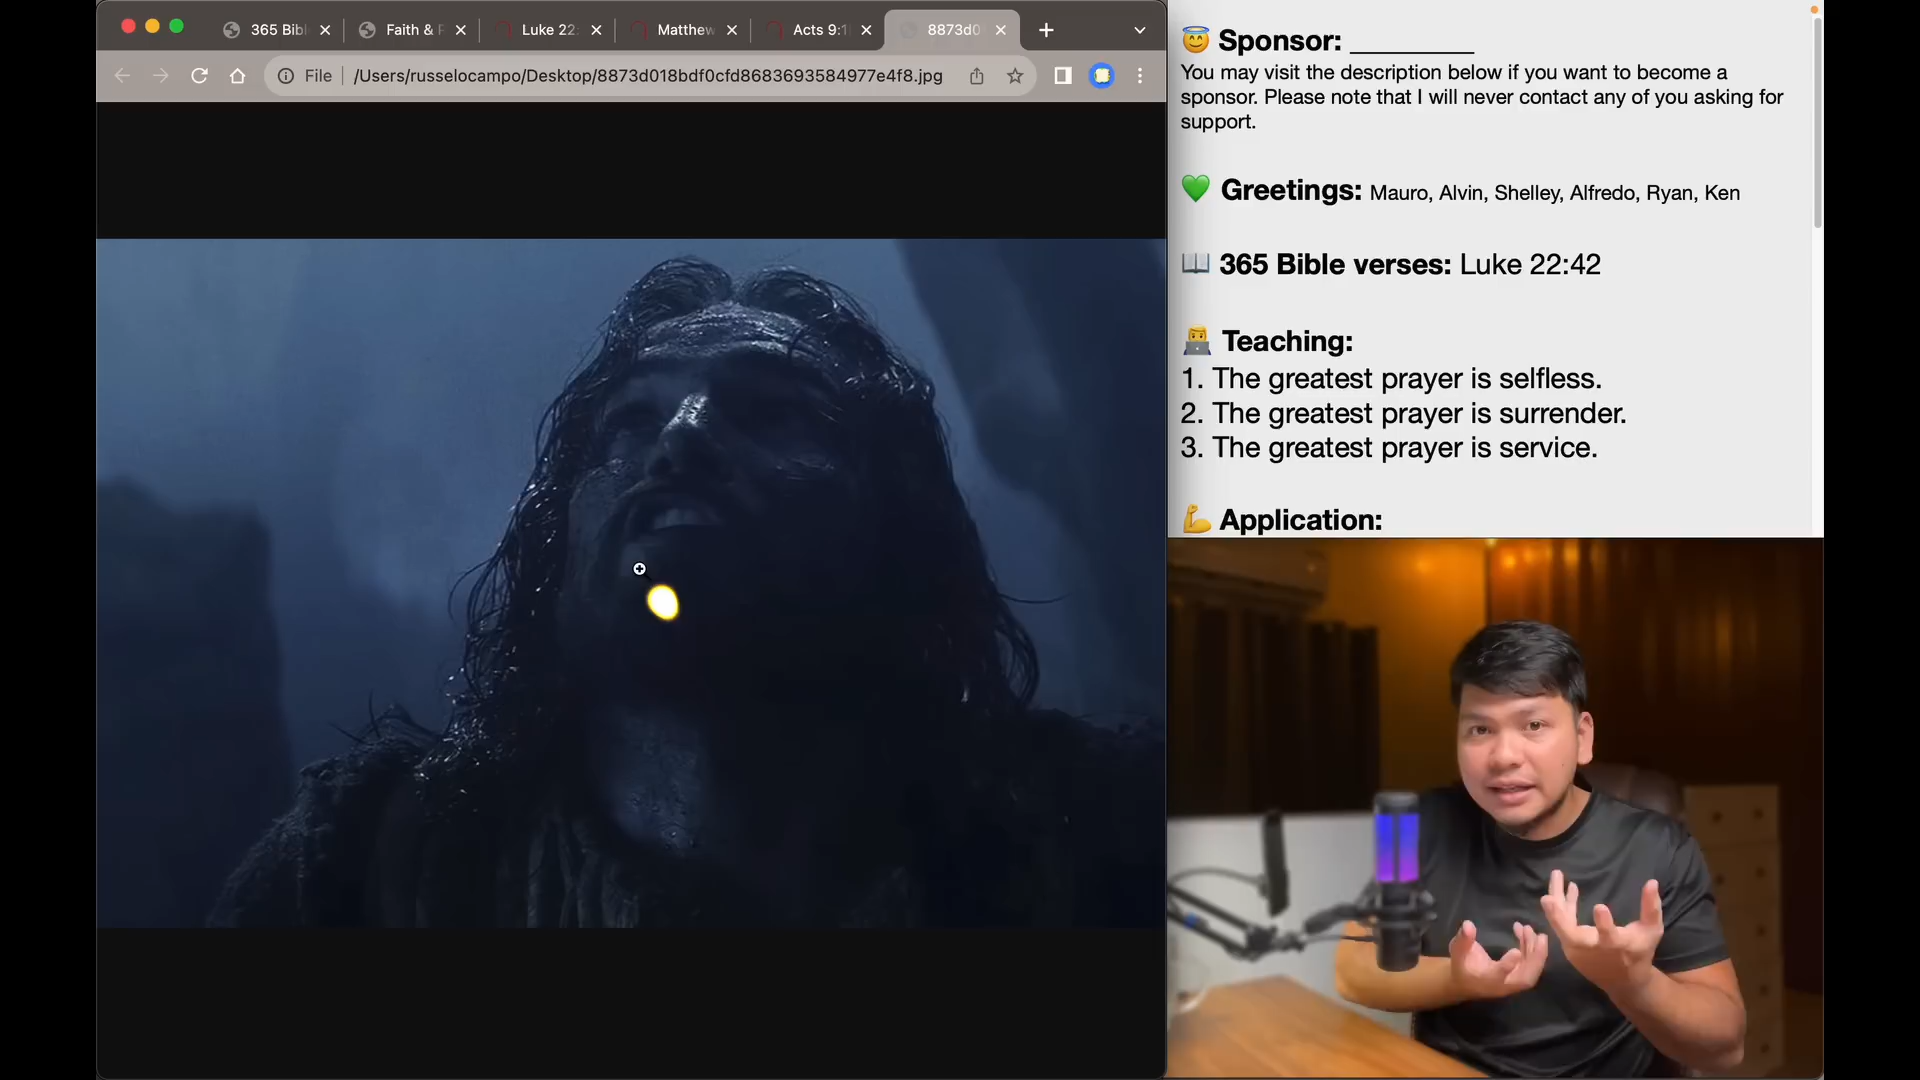 365 Bibl
Faith & F
Luke 22:
Matthew
Acts 9:1
8873d0
File
/Users/russelocampo/Desktop/8873d018bdf0cfd8683693584977e4f8.jpg
😇 Sponsor: ___________
You may visit the description below if you want to become a
sponsor. Please note that I will never contact any of you asking for
support.
💚 Greetings: Mauro, Alvin, Shelley, Alfredo, Ryan, Ken
📖 365 Bible verses: Luke 22:42
👨‍💻 Teaching:
1. The greatest prayer is selfless.
2. The greatest prayer is surrender.
3. The greatest prayer is service.
💪 Application: